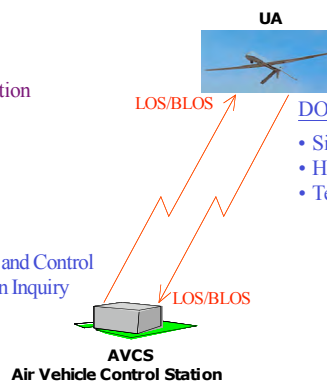 UA
tion
LOS/BLOS
DO
• Si
• H
• Te
and Control
n Inquiry
LOS/BLOS
AVCS
Air Vehicle Control Station